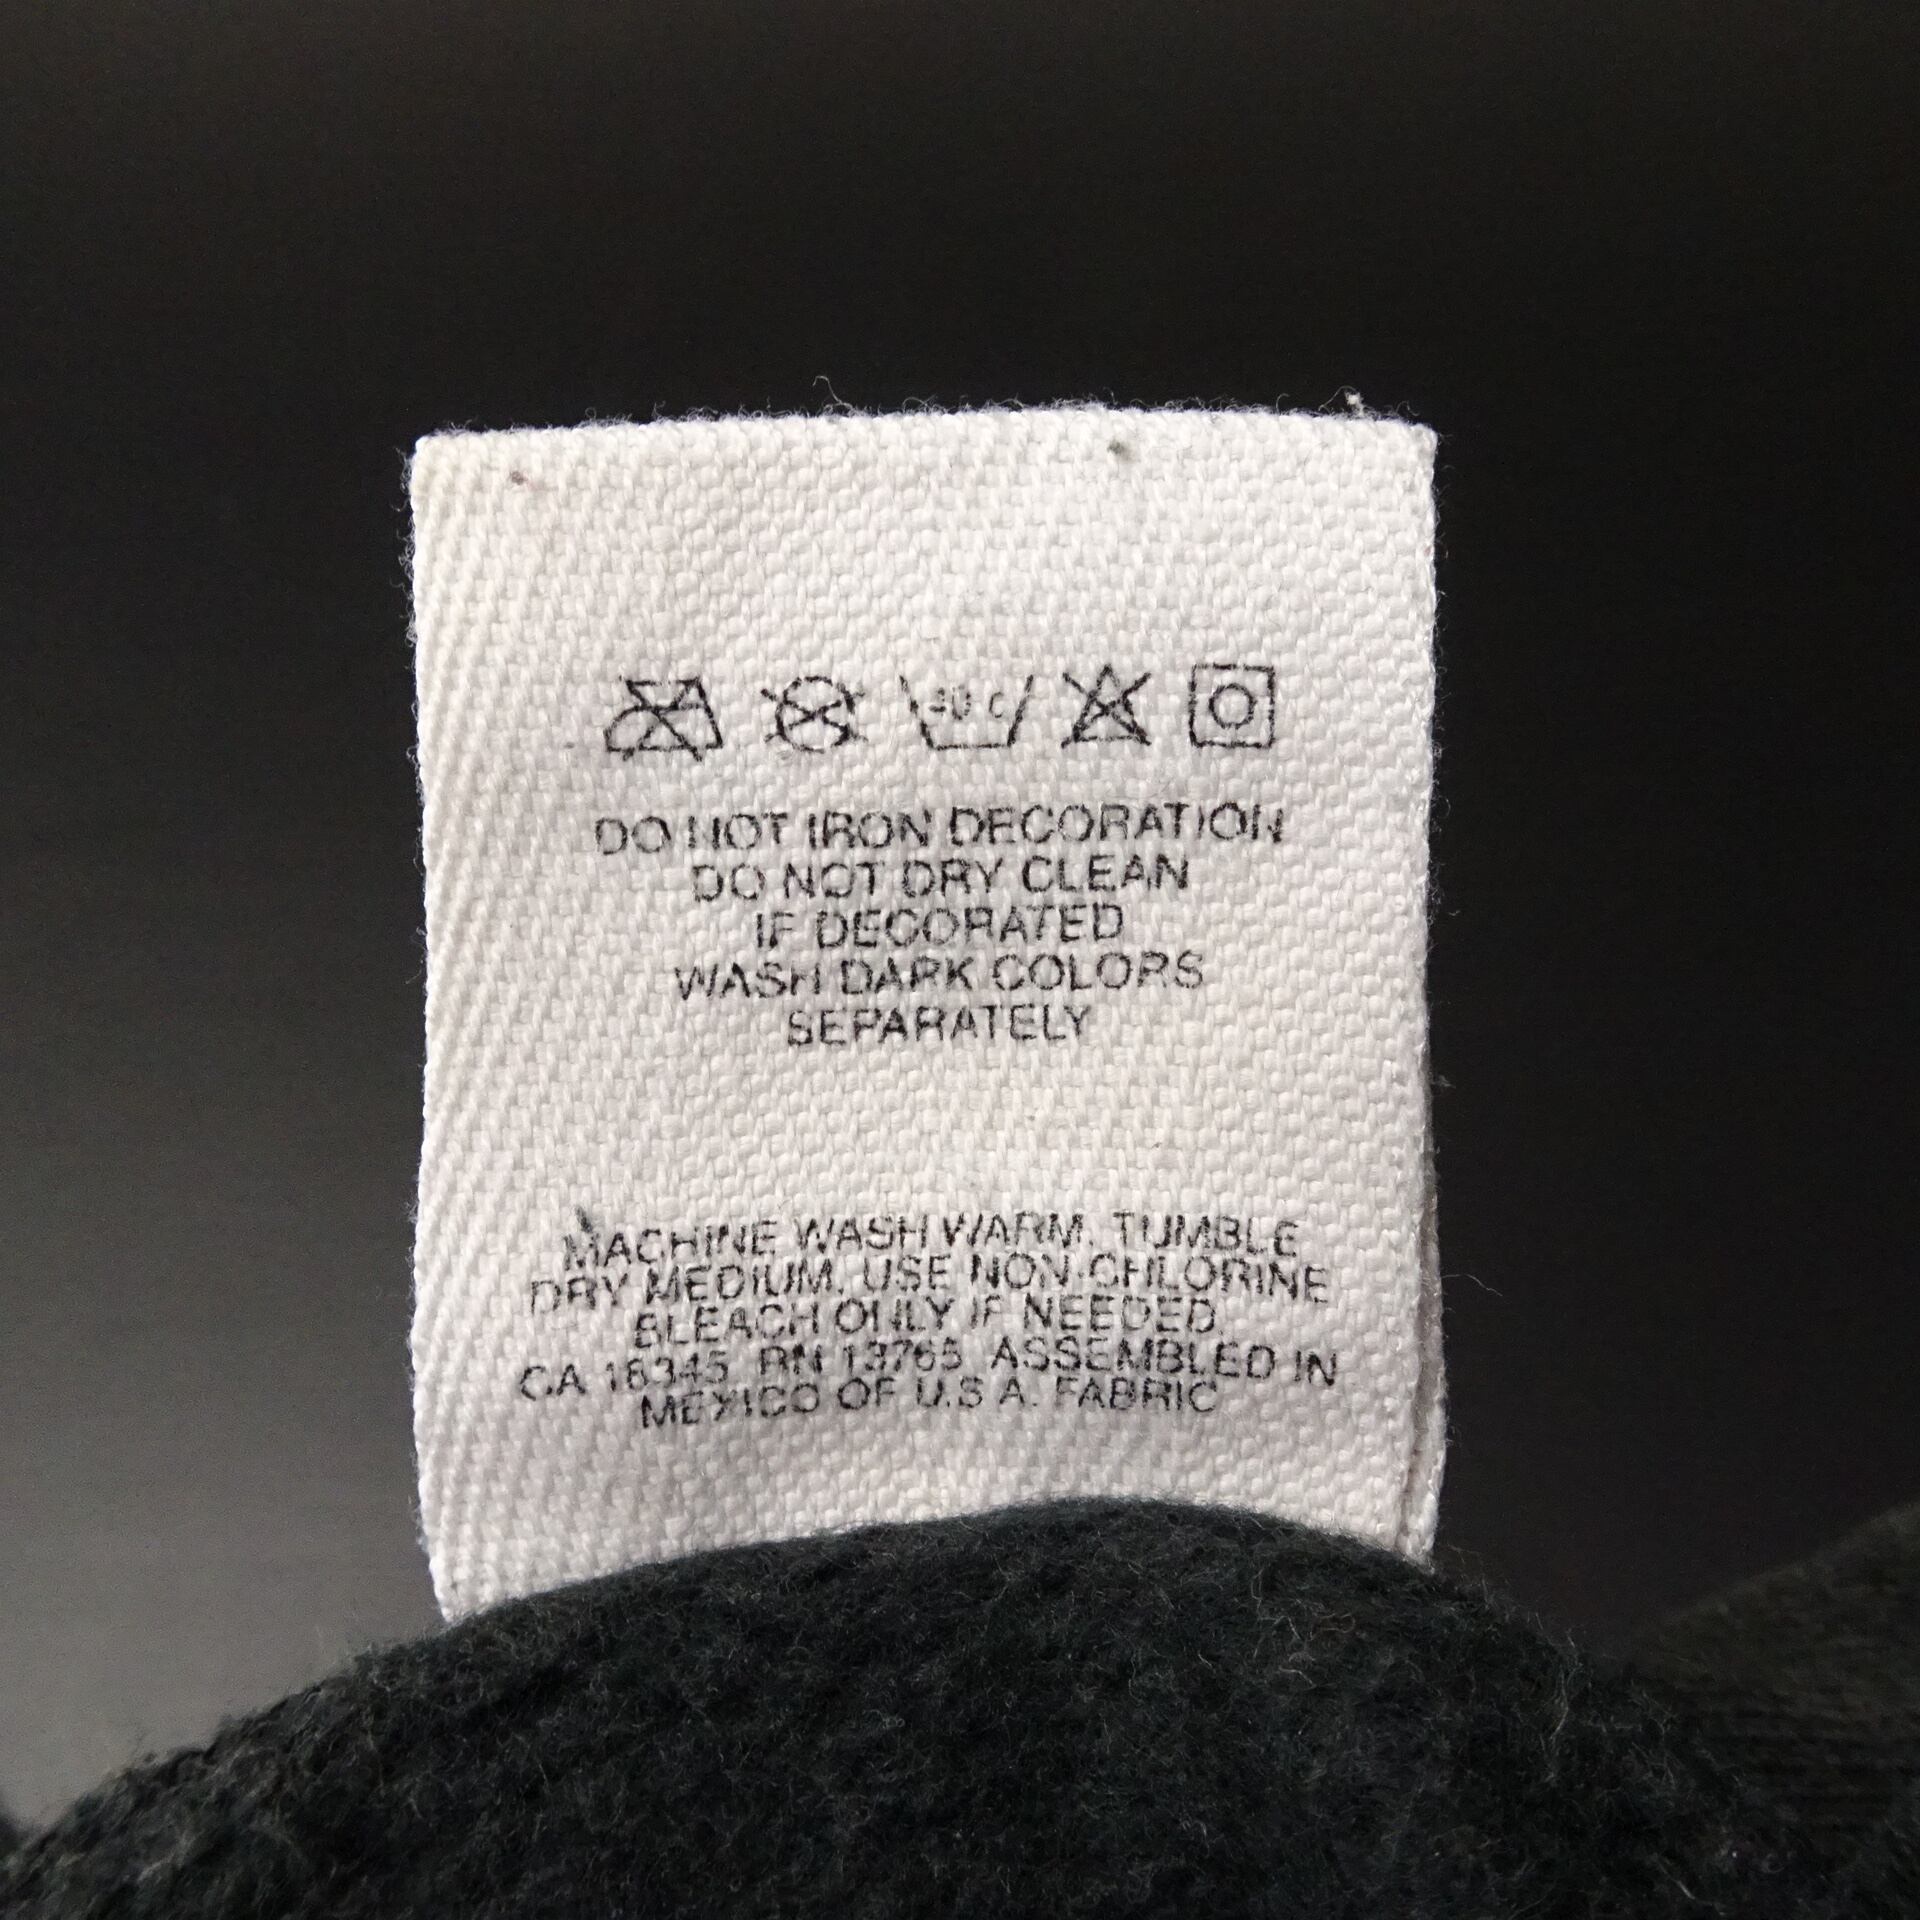 40 C
DO NOT IRON DECORATION
DO NOT DRY CLEAN
IF DECORATED
WASH DARK COLORS
SEPARATELY
MACHINE WASH WARM. TUMBLE
DRY MEDIUM. USE NON-CHLORINE
BLEACH ONLY IF NEEDED.
CA 16345 RN 13765 ASSEMBLED IN
MEXICO OF U.S.A. FABRIC